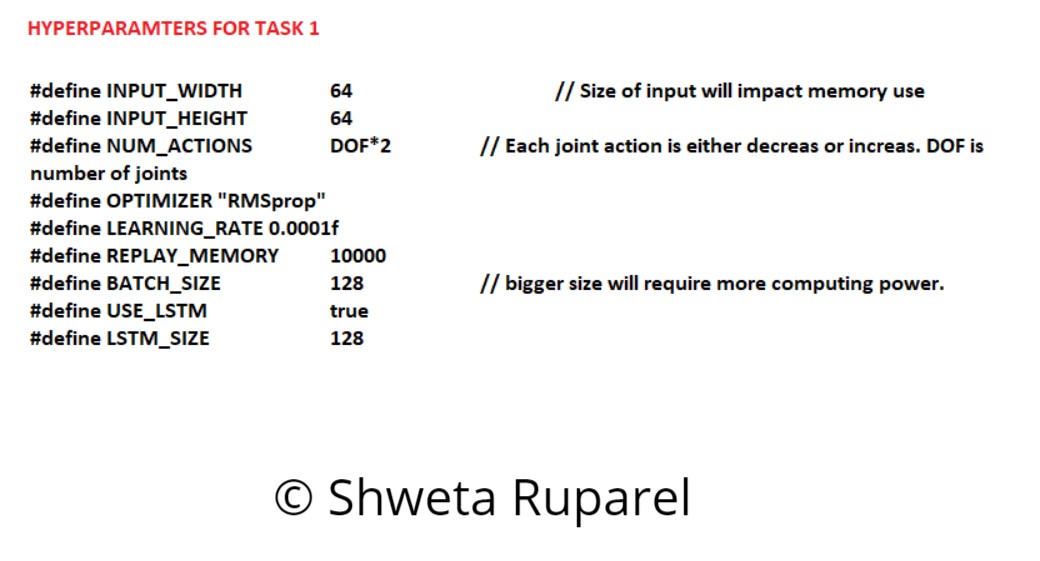 HYPERPARAMTERS FOR TASK 1
#define INPUT_WIDTH 64 // Size of input will impact memory use
#define INPUT_HEIGHT 64
#define NUM_ACTIONS DOF*2 // Each joint action is either decreas or increas. DOF is
number of joints
#define OPTIMIZER "RMSprop"
#define LEARNING_RATE 0.0001f
#define REPLAY_MEMORY 10000
#define BATCH_SIZE 128 // bigger size will require more computing power.
#define USE_LSTM true
#define LSTM_SIZE 128
© Shweta Ruparel